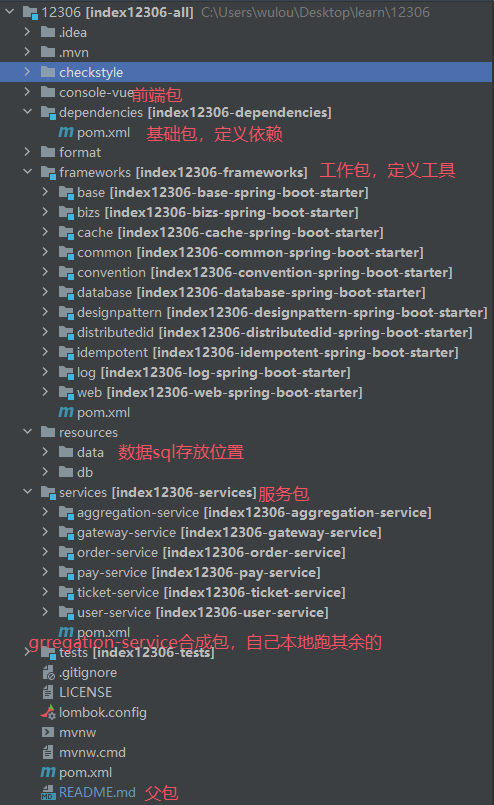 12306 [index12306-all] C:\Users\wulou\Desktop\learn\12306
.idea
.mvn
checkstyle
console-vue前端包
dependencies [index12306-dependencies]
pom.xml 基础包，定义依赖
format
frameworks [index12306-frameworks] 工作包，定义工具
base [index12306-base-spring-boot-starter]
bizs [index12306-bizs-spring-boot-starter]
cache [index12306-cache-spring-boot-starter]
common [index12306-common-spring-boot-starter]
convention [index12306-convention-spring-boot-starter]
database [index12306-database-spring-boot-starter]
designpattern [index12306-designpattern-spring-boot-starter]
distributedid [index12306-distributedid-spring-boot-starter]
idempotent [index12306-idempotent-spring-boot-starter]
log [index12306-log-spring-boot-starter]
web [index12306-web-spring-boot-starter]
pom.xml
resources
data 数据sql存放位置
db
services [index12306-services]服务包
aggregation-service [index12306-aggregation-service]
gateway-service [index12306-gateway-service]
order-service [index12306-order-service]
pay-service [index12306-pay-service]
ticket-service [index12306-ticket-service]
user-service [index12306-user-service]
pom.xml
grregation-service合成包，自己本地跑其余的
tests [index12306-tests]
.gitignore
LICENSE
lombok.config
mvnw
mvnw.cmd
pom.xml
README.md 父包